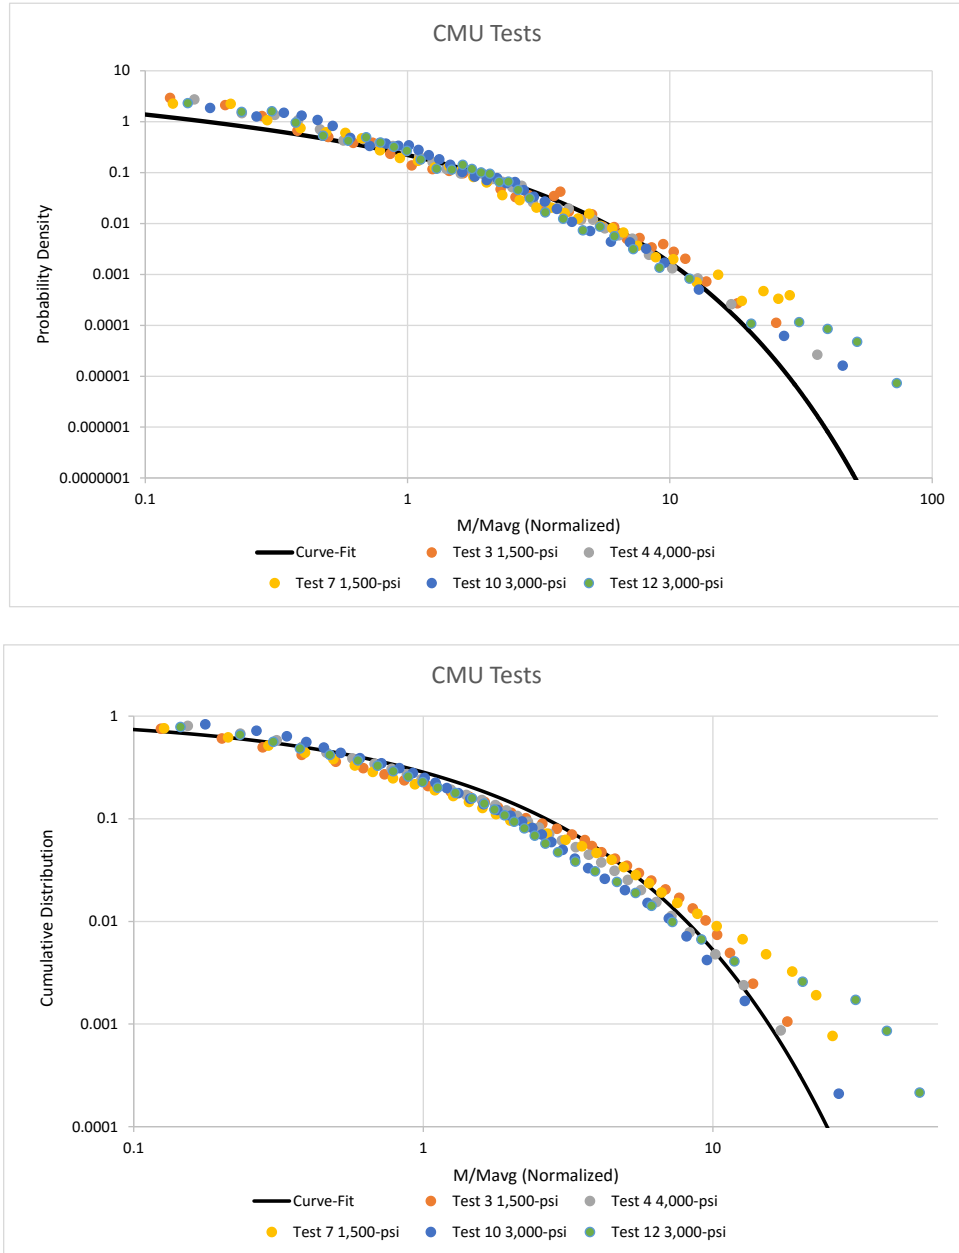 CMU Tests
10
1
0.1
0.01
0.001
0.0001
0.00001
0.000001
0.0000001
Probability Density
0.1 1 10 100
M/Mavg (Normalized)
Curve-Fit Test 3 1,500-psi Test 4 4,000-psi
Test 7 1,500-psi Test 10 3,000-psi Test 12 3,000-psi
CMU Tests
1
0.1
0.01
0.001
0.0001
Cumulative Distribution
0.1 1 10
M/Mavg (Normalized)
Curve-Fit Test 3 1,500-psi Test 4 4,000-psi
Test 7 1,500-psi Test 10 3,000-psi Test 12 3,000-psi